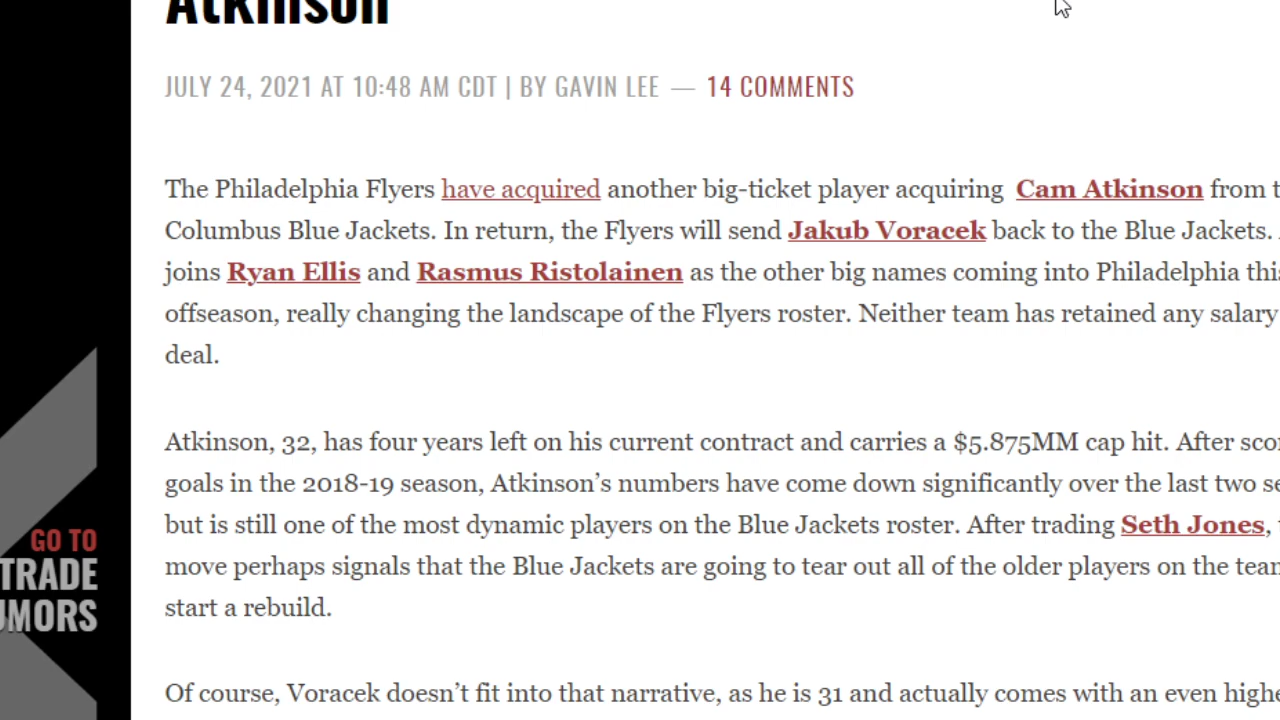 Atkinson
JULY 24, 2021 AT 10:48 AM CDT | BY GAVIN LEE — 14 COMMENTS
The Philadelphia Flyers have acquired another big-ticket player acquiring Cam Atkinson from
Columbus Blue Jackets. In return, the Flyers will send Jakub Voracek back to the Blue Jackets.
joins Ryan Ellis and Rasmus Ristolainen as the other big names coming into Philadelphia this
offseason, really changing the landscape of the Flyers roster. Neither team has retained any salary
deal.
Atkinson, 32, has four years left on his current contract and carries a $5.875MM cap hit. After
goals in the 2018-19 season, Atkinson’s numbers have come down significantly over the last two
but is still one of the most dynamic players on the Blue Jackets roster. After trading Seth Jones,
move perhaps signals that the Blue Jackets are going to tear out all of the older players on the team
start a rebuild.
Of course, Voracek doesn’t fit into that narrative, as he is 31 and actually comes with an even
GO TO
TRADE
UMORS